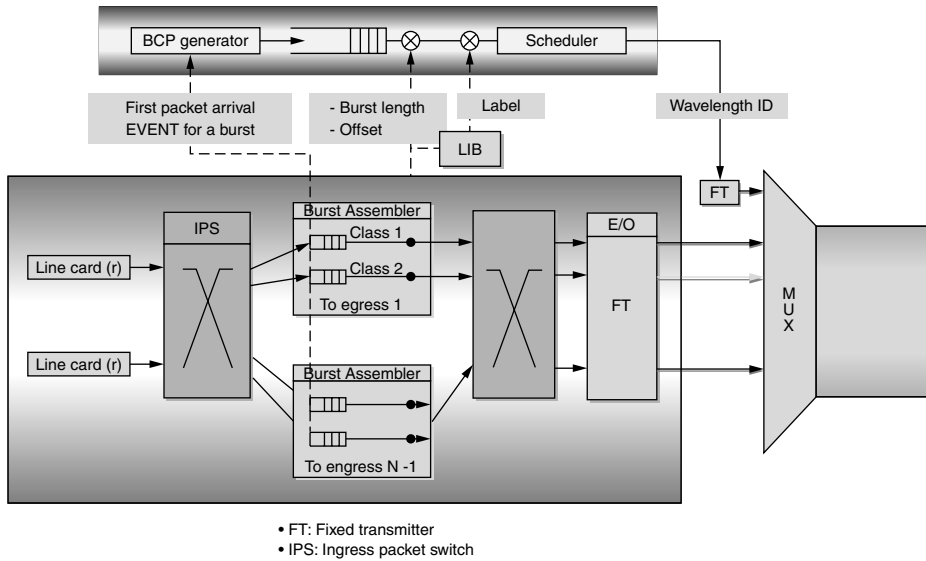 BCP generator
Scheduler
First packet arrival
EVENT for a burst
- Burst length
- Offset
Label
Wavelength ID
LIB
FT
IPS
Burst Assembler
Class 1
Class 2
To egress 1
E/O
FT
Line card (r)
Line card (r)
MUX
Burst Assembler
To engress N -1
• FT: Fixed transmitter
• IPS: Ingress packet switch